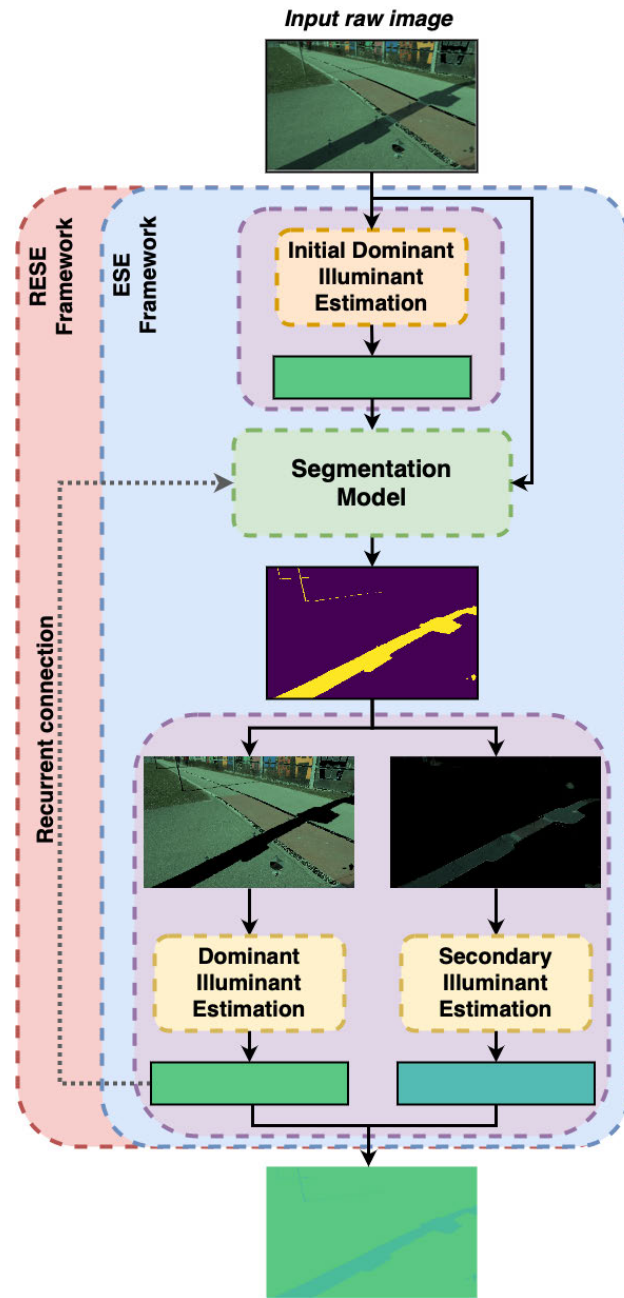 Input raw image
RESE
Framework
ESE
Framework
Initial Dominant
Illuminant
Estimation
Segmentation
Model
Recurrent connection
Dominant
Illuminant
Estimation
Secondary
Illuminant
Estimation